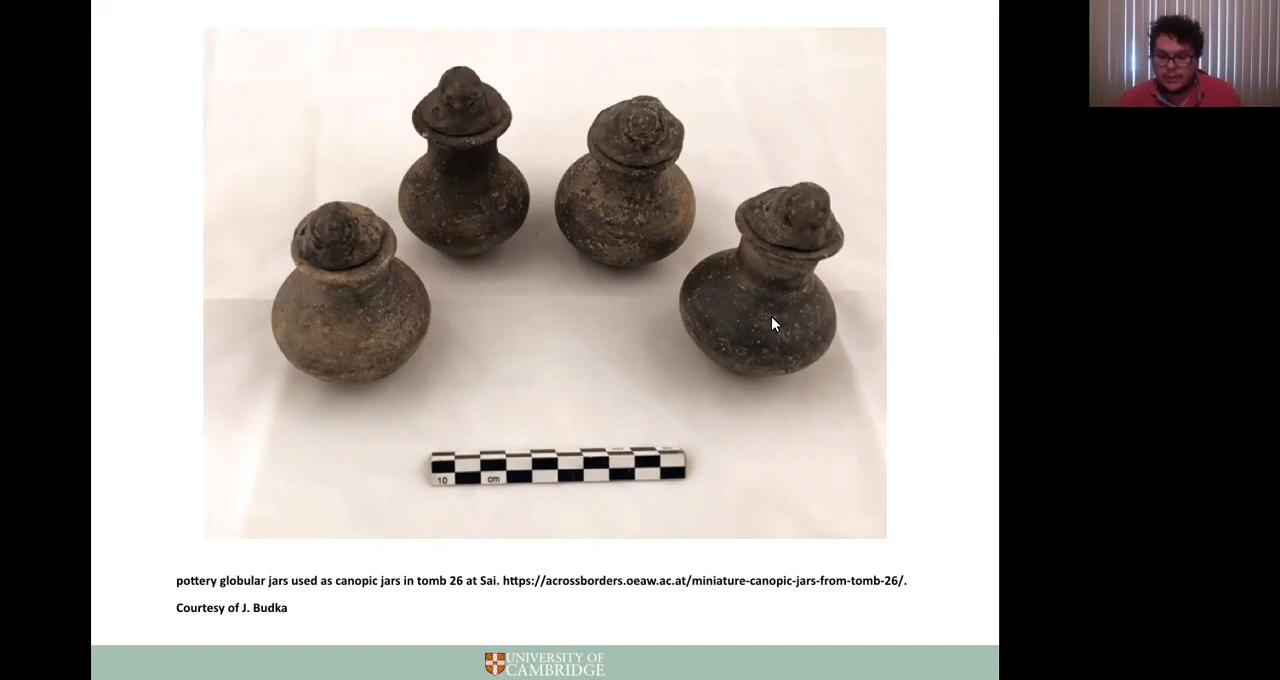 10 cm
pottery globular jars used as canopic jars in tomb 26 at Sai. https://acrossborders.oeaw.ac.at/miniature-canopic-jars-from-tomb-26/.
Courtesy of J. Budka
UNIVERSITY OF
CAMBRIDGE